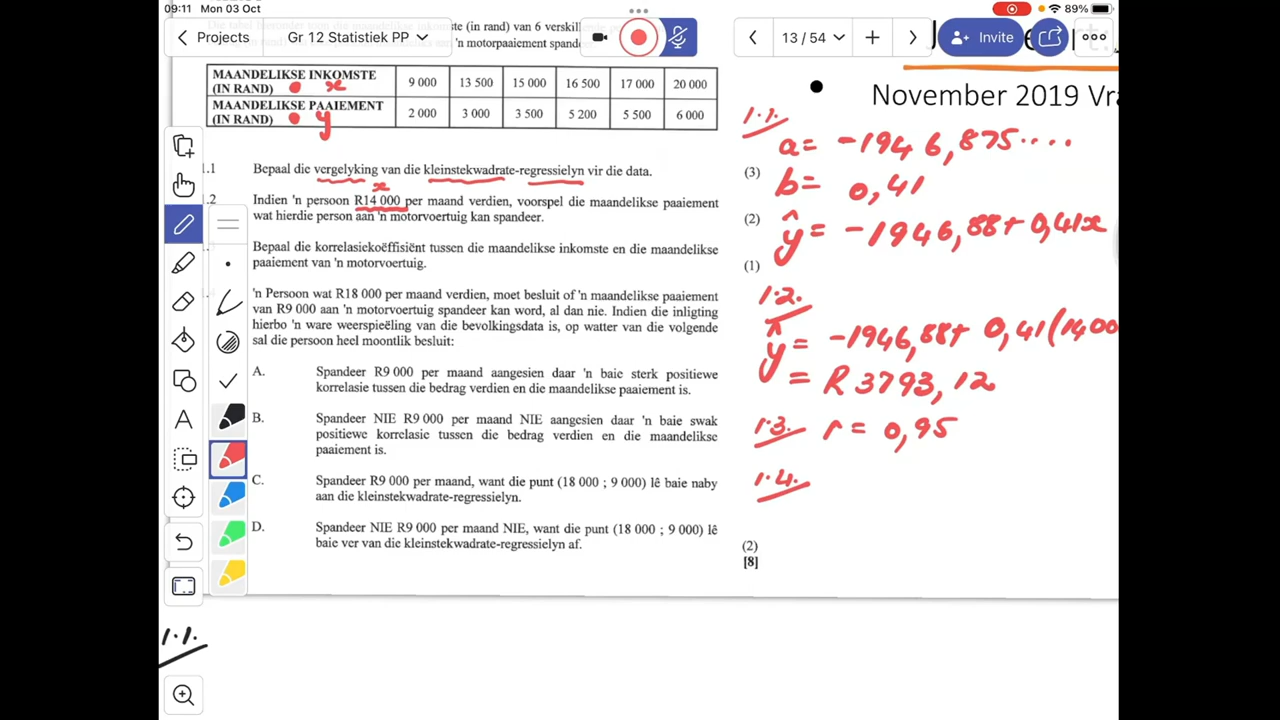 09:11 Mon 03 Oct
89%
(in rand) van 6 verskill
Projects
Gr 12 Statistiek PP
'n motorpaaiement spand
13 / 54
Invite
MAANDELIKSE INKOMSTE (IN RAND) x 9 000 13 500 15 000 16 500 17 000 20 000
MAANDELIKSE PAAIEMENT (IN RAND) y 2 000 3 000 3 500 5 200 5 500 6 000
1.1 Bepaal die vergelyking van die kleinstekwadrate-regressielyn vir die data.
(3)
x
1.2 Indien 'n persoon R14 000 per maand verdien, voorspel die maandelikse paaiement
wat hierdie person aan 'n motorvoertuig kan spandeer.
(2)
Bepaal die korrelasiekoëffisiënt tussen die maandelikse inkomste en die maandelikse
paaiement van 'n motorvoertuig.
(1)
'n Persoon wat R18 000 per maand verdien, moet besluit of 'n maandelikse paaiement
van R9 000 aan 'n motorvoertuig spandeer kan word, al dan nie. Indien die inligting
hierbo 'n ware weerspieëling van die bevolkingsdata is, op watter van die volgende
sal die persoon heel moontlik besluit:
A. Spandeer R9 000 per maand aangesien daar 'n baie sterk positiewe
korrelasie tussen die bedrag verdien en die maandelikse paaiement is.
B. Spandeer NIE R9 000 per maand NIE aangesien daar 'n baie swak
positiewe korrelasie tussen die bedrag verdien en die maandelikse
paaiement is.
C. Spandeer R9 000 per maand, want die punt (18 000 ; 9 000) lê baie naby
aan die kleinstekwadrate-regressielyn.
D. Spandeer NIE R9 000 per maand NIE, want die punt (18 000 ; 9 000) lê
baie ver van die kleinstekwadrate-regressielyn af.
(2)
[8]
November 2019 Vra
1.1.
a = -1946,875....
b = 0,41
ŷ = -1946,88 + 0,41x
1.2.
ŷ = -1946,88 + 0,41(1400
= R 3793,12
1.3. r = 0,95
1.4.
A
1.1.